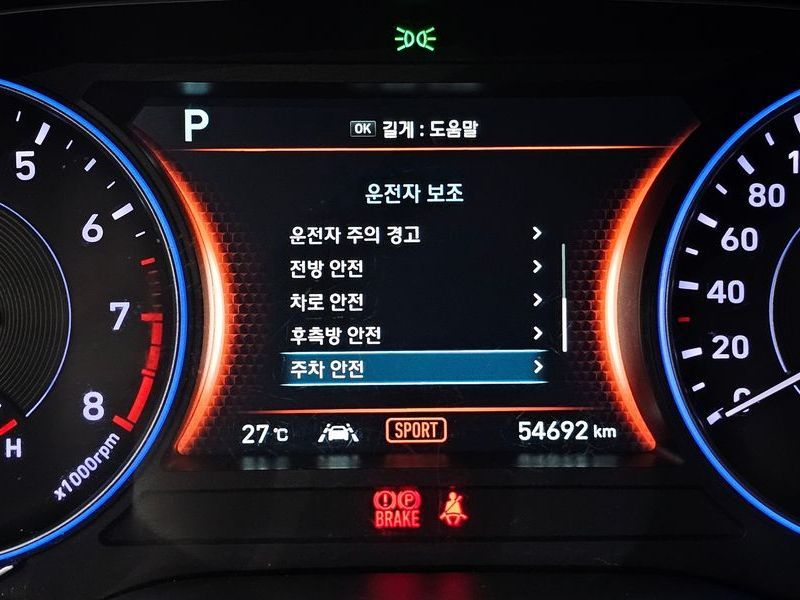 P
OK 길게 : 도움말
운전자 보조
운전자 주의 경고
전방 안전
차로 안전
후측방 안전
주차 안전
27 ℃
SPORT
54692 km
5
6
7
8
x1000rpm
H
80
60
40
20
0
P
BRAKE